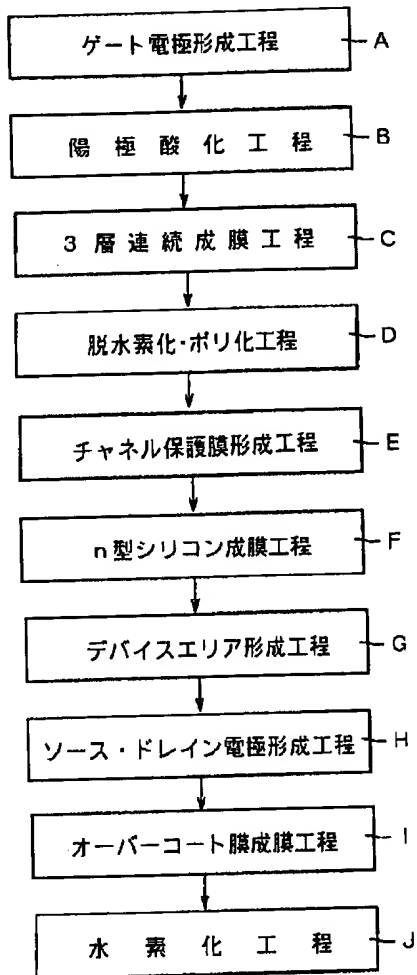 ゲート電極形成工程 A
陽極酸化工程 B
3層連続成膜工程 C
脱水素化・ポリ化工程 D
チャネル保護膜形成工程 E
n型シリコン成膜工程 F
デバイスエリア形成工程 G
ソース・ドレイン電極形成工程 H
オーバーコート膜成膜工程 I
水素化工程 J